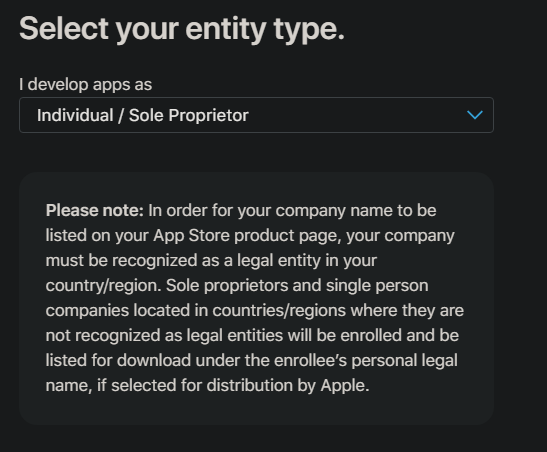 Select your entity type.
I develop apps as
Individual / Sole Proprietor
Please note: In order for your company name to be
listed on your App Store product page, your company
must be recognized as a legal entity in your
country/region. Sole proprietors and single person
companies located in countries/regions where they are
not recognized as legal entities will be enrolled and be
listed for download under the enrollee’s personal legal
name, if selected for distribution by Apple.